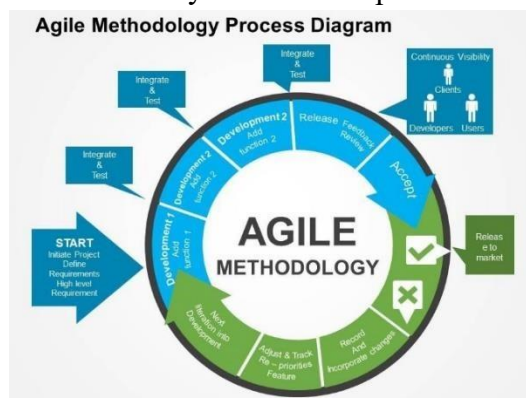 Agile Methodology Process Diagram
Integrate
&
Test
Integrate
&
Test
Integrate
&
Test
Continuous Visibility
Clients
Developers Users
START
Initiate Project
Define
Requirements
High level
Requirement
Development 1
Add
function 1
Development 2
Add
function 2
Development 2
Add
function 2
Release Feedback
Review
Accept
Releas
e to
market
Record
And
Incorporate changes
Adjust & Track
Re – priorities
Feature
Next
Iteration into
Development
AGILE
METHODOLOGY